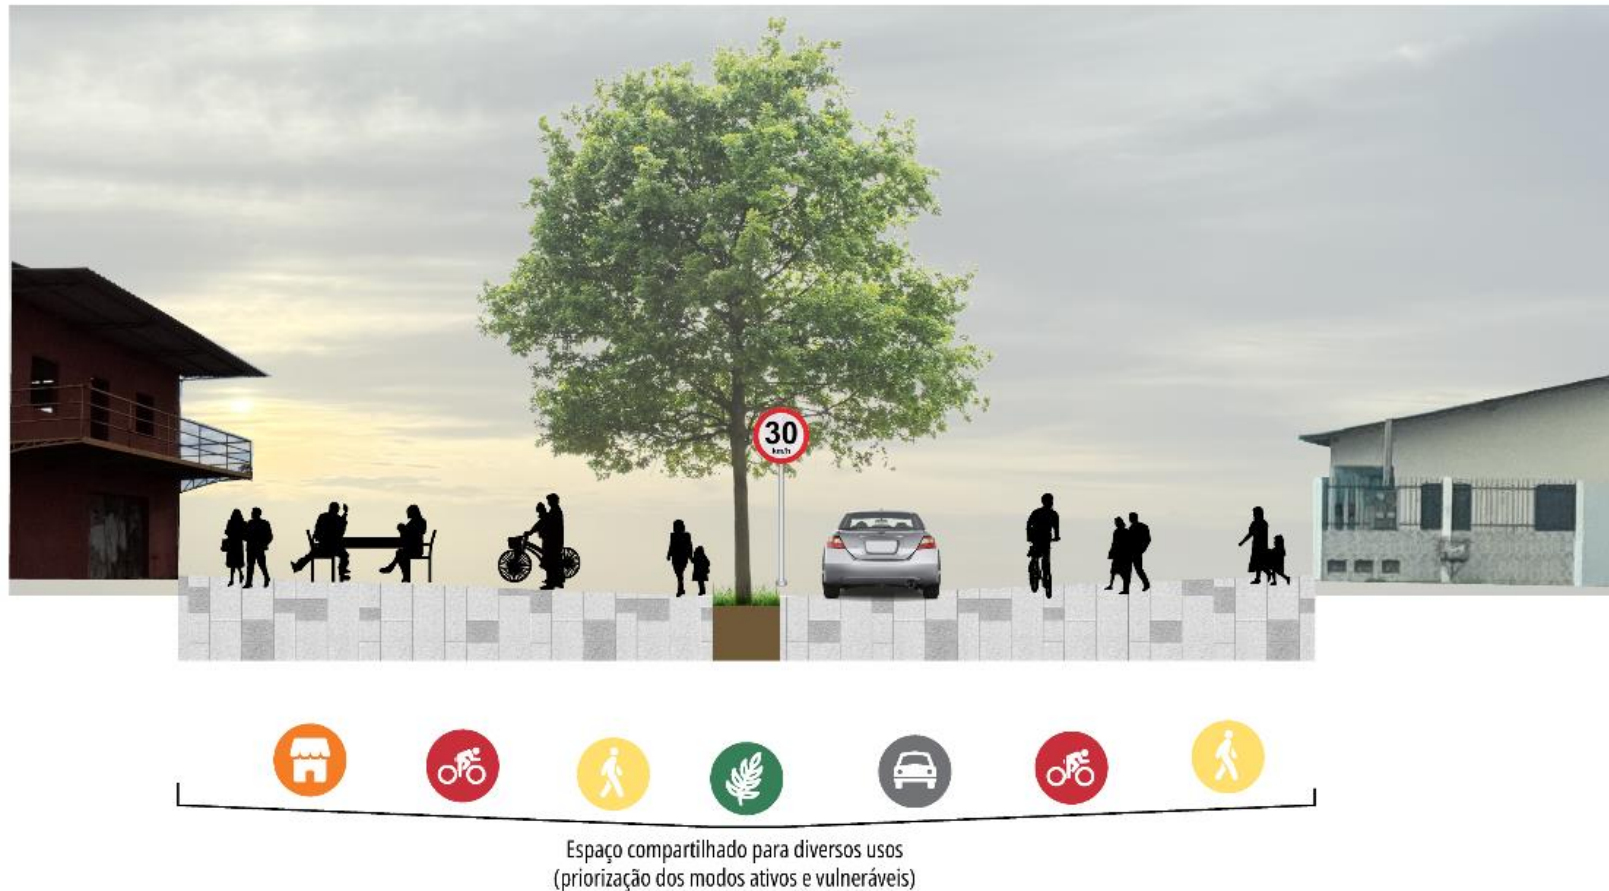 30
km/h
Espaço compartilhado para diversos usos
(priorização dos modos ativos e vulneráveis)